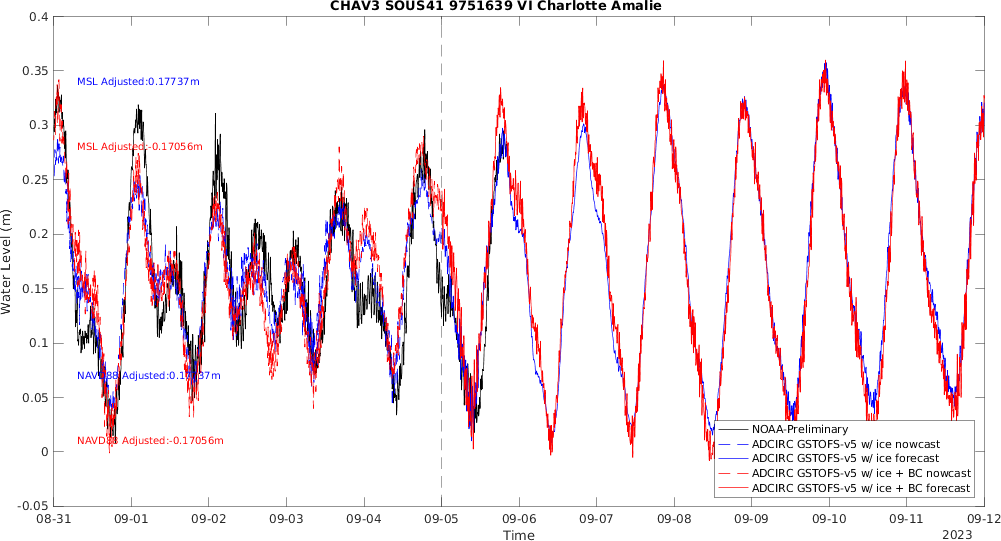 CHAV3 SOUS41 9751639 VI Charlotte Amalie
Water Level (m)
0.4
0.35
0.3
0.25
0.2
0.15
0.1
0.05
0
-0.05
MSL Adjusted:0.17737m
MSL Adjusted:-0.17056m
NAVD88 Adjusted:0.17737m
NAVD88 Adjusted:-0.17056m
NOAA-Preliminary
ADCIRC GSTOFS-v5 w/ ice nowcast
ADCIRC GSTOFS-v5 w/ ice forecast
ADCIRC GSTOFS-v5 w/ ice + BC nowcast
ADCIRC GSTOFS-v5 w/ ice + BC forecast
08-31 09-01 09-02 09-03 09-04 09-05 09-06 09-07 09-08 09-09 09-10 09-11 09-12
Time
2023